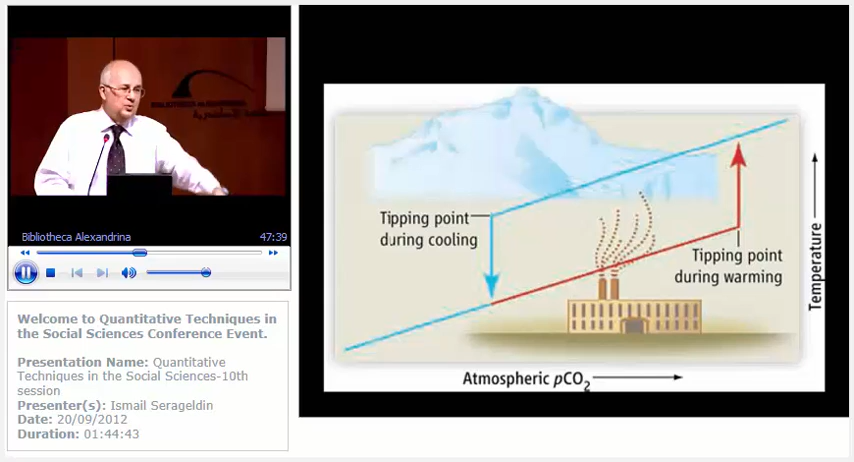 BIBLIOTHECA ALEXANDRINA
Bibliotheca Alexandrina 47:39
Welcome to Quantitative Techniques in
the Social Sciences Conference Event.
Presentation Name: Quantitative
Techniques in the Social Sciences-10th
session
Presenter(s): Ismail Serageldin
Date: 20/09/2012
Duration: 01:44:43
Tipping point
during cooling
Tipping point
during warming
Temperature
Atmospheric pCO₂